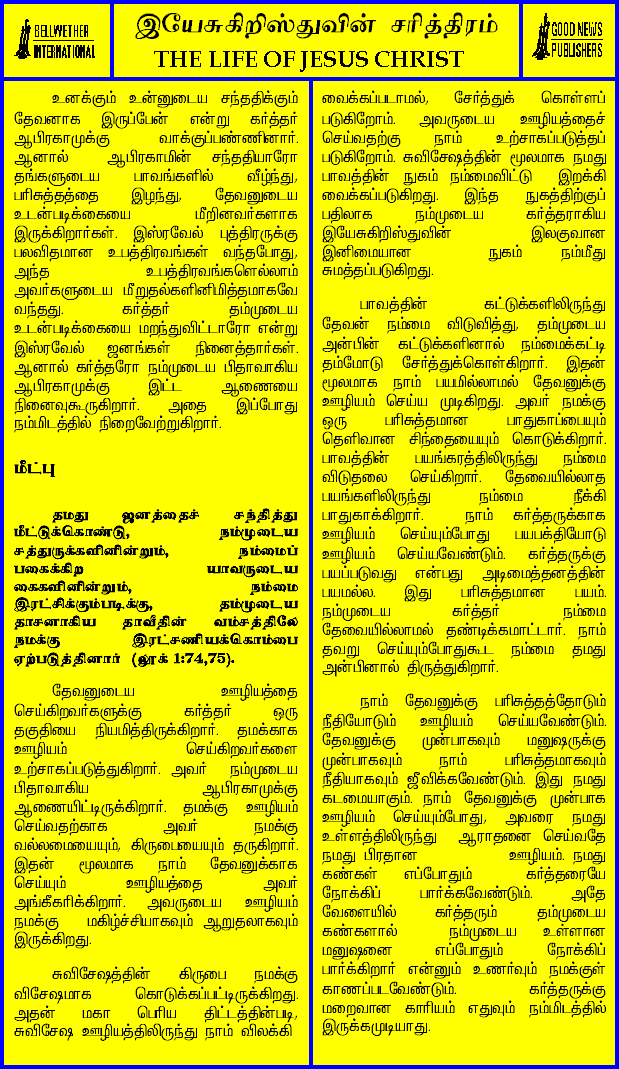 BELLWETHER
INTERNATIONAL
இயேசுகிறிஸ்துவின் சரித்திரம்
THE LIFE OF JESUS CHRIST
GOOD NEWS
PUBLISHERS
உனக்கும் உன்னுடைய சந்ததிக்கும்
தேவனாக இருப்பேன் என்று கர்த்தர்
ஆபிரகாமுக்கு வாக்குப்பண்ணினார்.
ஆனால் ஆபிரகாமின் சந்ததியாரோ
தங்களுடைய பாவங்களில் வீழ்ந்து,
பரிசுத்தத்தை இழந்து, தேவனுடைய
உடன்படிக்கையை மீறினவர்களாக
இருக்கிறார்கள். இஸ்ரவேல் புத்திரருக்கு
பலவிதமான உபத்திரவங்கள் வந்தபோது,
அந்த உபத்திரவங்களெல்லாம்
அவர்களுடைய மீறுதல்களினிமித்தமாகவே
வந்தது. கர்த்தர் தம்முடைய
உடன்படிக்கையை மறந்துவிட்டாரோ என்று
இஸ்ரவேல் ஜனங்கள் நினைத்தார்கள்.
ஆனால் கர்த்தரோ நம்முடைய பிதாவாகிய
ஆபிரகாமுக்கு இட்ட ஆணையை
நினைவுகூருகிறார். அதை இப்போது
நம்மிடத்தில் நிறைவேற்றுகிறார்.
மீட்பு
தமது ஜனத்தைச் சந்தித்து
மீட்டுக்கொண்டு, நம்முடைய
சத்துருக்களினின்றும், நம்மைப்
பகைக்கிற யாவருடைய
கைகளினின்றும், நம்மை
இரட்சிக்கும்படிக்கு, தம்முடைய
தாசனாகிய தாவீதின் வம்சத்திலே
நமக்கு இரட்சணியக்கொம்பை
ஏற்படுத்தினார் (லூக் 1:74,75).
தேவனுடைய ஊழியத்தை
செய்கிறவர்களுக்கு கர்த்தர் ஒரு
தகுதியை நியமித்திருக்கிறார். தமக்காக
ஊழியம் செய்கிறவர்களை
உற்சாகப்படுத்துகிறார். அவர் நம்முடைய
பிதாவாகிய ஆபிரகாமுக்கு
ஆணையிட்டிருக்கிறார். தமக்கு ஊழியம்
செய்வதற்காக அவர் நமக்கு
வல்லமையையும், கிருபையையும் தருகிறார்.
இதன் மூலமாக நாம் தேவனுக்காக
செய்யும் ஊழியத்தை அவர்
அங்கீகரிக்கிறார். அவருடைய ஊழியம்
நமக்கு மகிழ்ச்சியாகவும் ஆறுதலாகவும்
இருக்கிறது.
சுவிசேஷத்தின் கிருபை நமக்கு
விசேஷமாக கொடுக்கப்பட்டிருக்கிறது.
அதன் மகா பெரிய திட்டத்தின்படி,
சுவிசேஷ ஊழியத்திலிருந்து நாம் விலக்கி
வைக்கப்படாமல், சேர்த்துக் கொள்ளப்
படுகிறோம். அவருடைய ஊழியத்தைச்
செய்வதற்கு நாம் உற்சாகப்படுத்தப்
படுகிறோம். சுவிசேஷத்தின் மூலமாக நமது
பாவத்தின் நுகம் நம்மைவிட்டு இறக்கி
வைக்கப்படுகிறது. இந்த நுகத்திற்குப்
பதிலாக நம்முடைய கர்த்தராகிய
இயேசுகிறிஸ்துவின் இலகுவான
இனிமையான நுகம் நம்மீது
சுமத்தப்படுகிறது.
பாவத்தின் கட்டுக்களிலிருந்து
தேவன் நம்மை விடுவித்து, தம்முடைய
அன்பின் கட்டுக்களினால் நம்மைக்கட்டி
தம்மோடு சேர்த்துக்கொள்கிறார். இதன்
மூலமாக நாம் பயமில்லாமல் தேவனுக்கு
ஊழியம் செய்ய முடிகிறது. அவர் நமக்கு
ஒரு பரிசுத்தமான பாதுகாப்பையும்
தெளிவான சிந்தையையும் கொடுக்கிறார்.
பாவத்தின் பயங்கரத்திலிருந்து நம்மை
விடுதலை செய்கிறார். தேவையில்லாத
பயங்களிலிருந்து நம்மை நீக்கி
பாதுகாக்கிறார். நாம் கர்த்தருக்காக
ஊழியம் செய்யும்போது பயபக்தியோடு
ஊழியம் செய்யவேண்டும். கர்த்தருக்கு
பயப்படுவது என்பது அடிமைத்தனத்தின்
பயமல்ல. இது பரிசுத்தமான பயம்.
நம்முடைய கர்த்தர் நம்மை
தேவையில்லாமல் தண்டிக்கமாட்டார். நாம்
தவறு செய்யும்போதுகூட நம்மை தமது
அன்பினால் திருத்துகிறார்.
நாம் தேவனுக்கு பரிசுத்தத்தோடும்
நீதியோடும் ஊழியம் செய்யவேண்டும்.
தேவனுக்கு முன்பாகவும் மனுஷருக்கு
முன்பாகவும் நாம் பரிசுத்தமாகவும்
நீதியாகவும் ஜீவிக்கவேண்டும். இது நமது
கடமையாகும். நாம் தேவனுக்கு முன்பாக
ஊழியம் செய்யும்போது, அவரை நமது
உள்ளத்திலிருந்து ஆராதனை செய்வதே
நமது பிரதான ஊழியம். நமது
கண்கள் எப்போதும் கர்த்தரையே
நோக்கிப் பார்க்கவேண்டும். அதே
வேளையில் கர்த்தரும் தம்முடைய
கண்களால் நம்முடைய உள்ளான
மனுஷனை எப்போதும் நோக்கிப்
பார்க்கிறார் என்னும் உணர்வும் நமக்குள்
காணப்படவேண்டும். கர்த்தருக்கு
மறைவான காரியம் எதுவும் நம்மிடத்தில்
இருக்கமுடியாது.